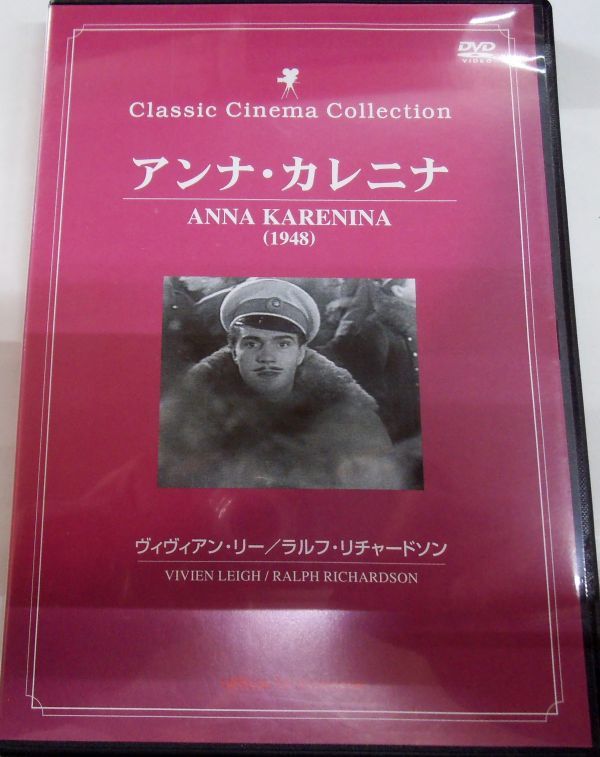 DVD
VIDEO
Classic Cinema Collection
アンナ・カレニナ
ANNA KARENINA
(1948)
ヴィヴィアン・リー／ラルフ・リチャードソン
VIVIEN LEIGH / RALPH RICHARDSON